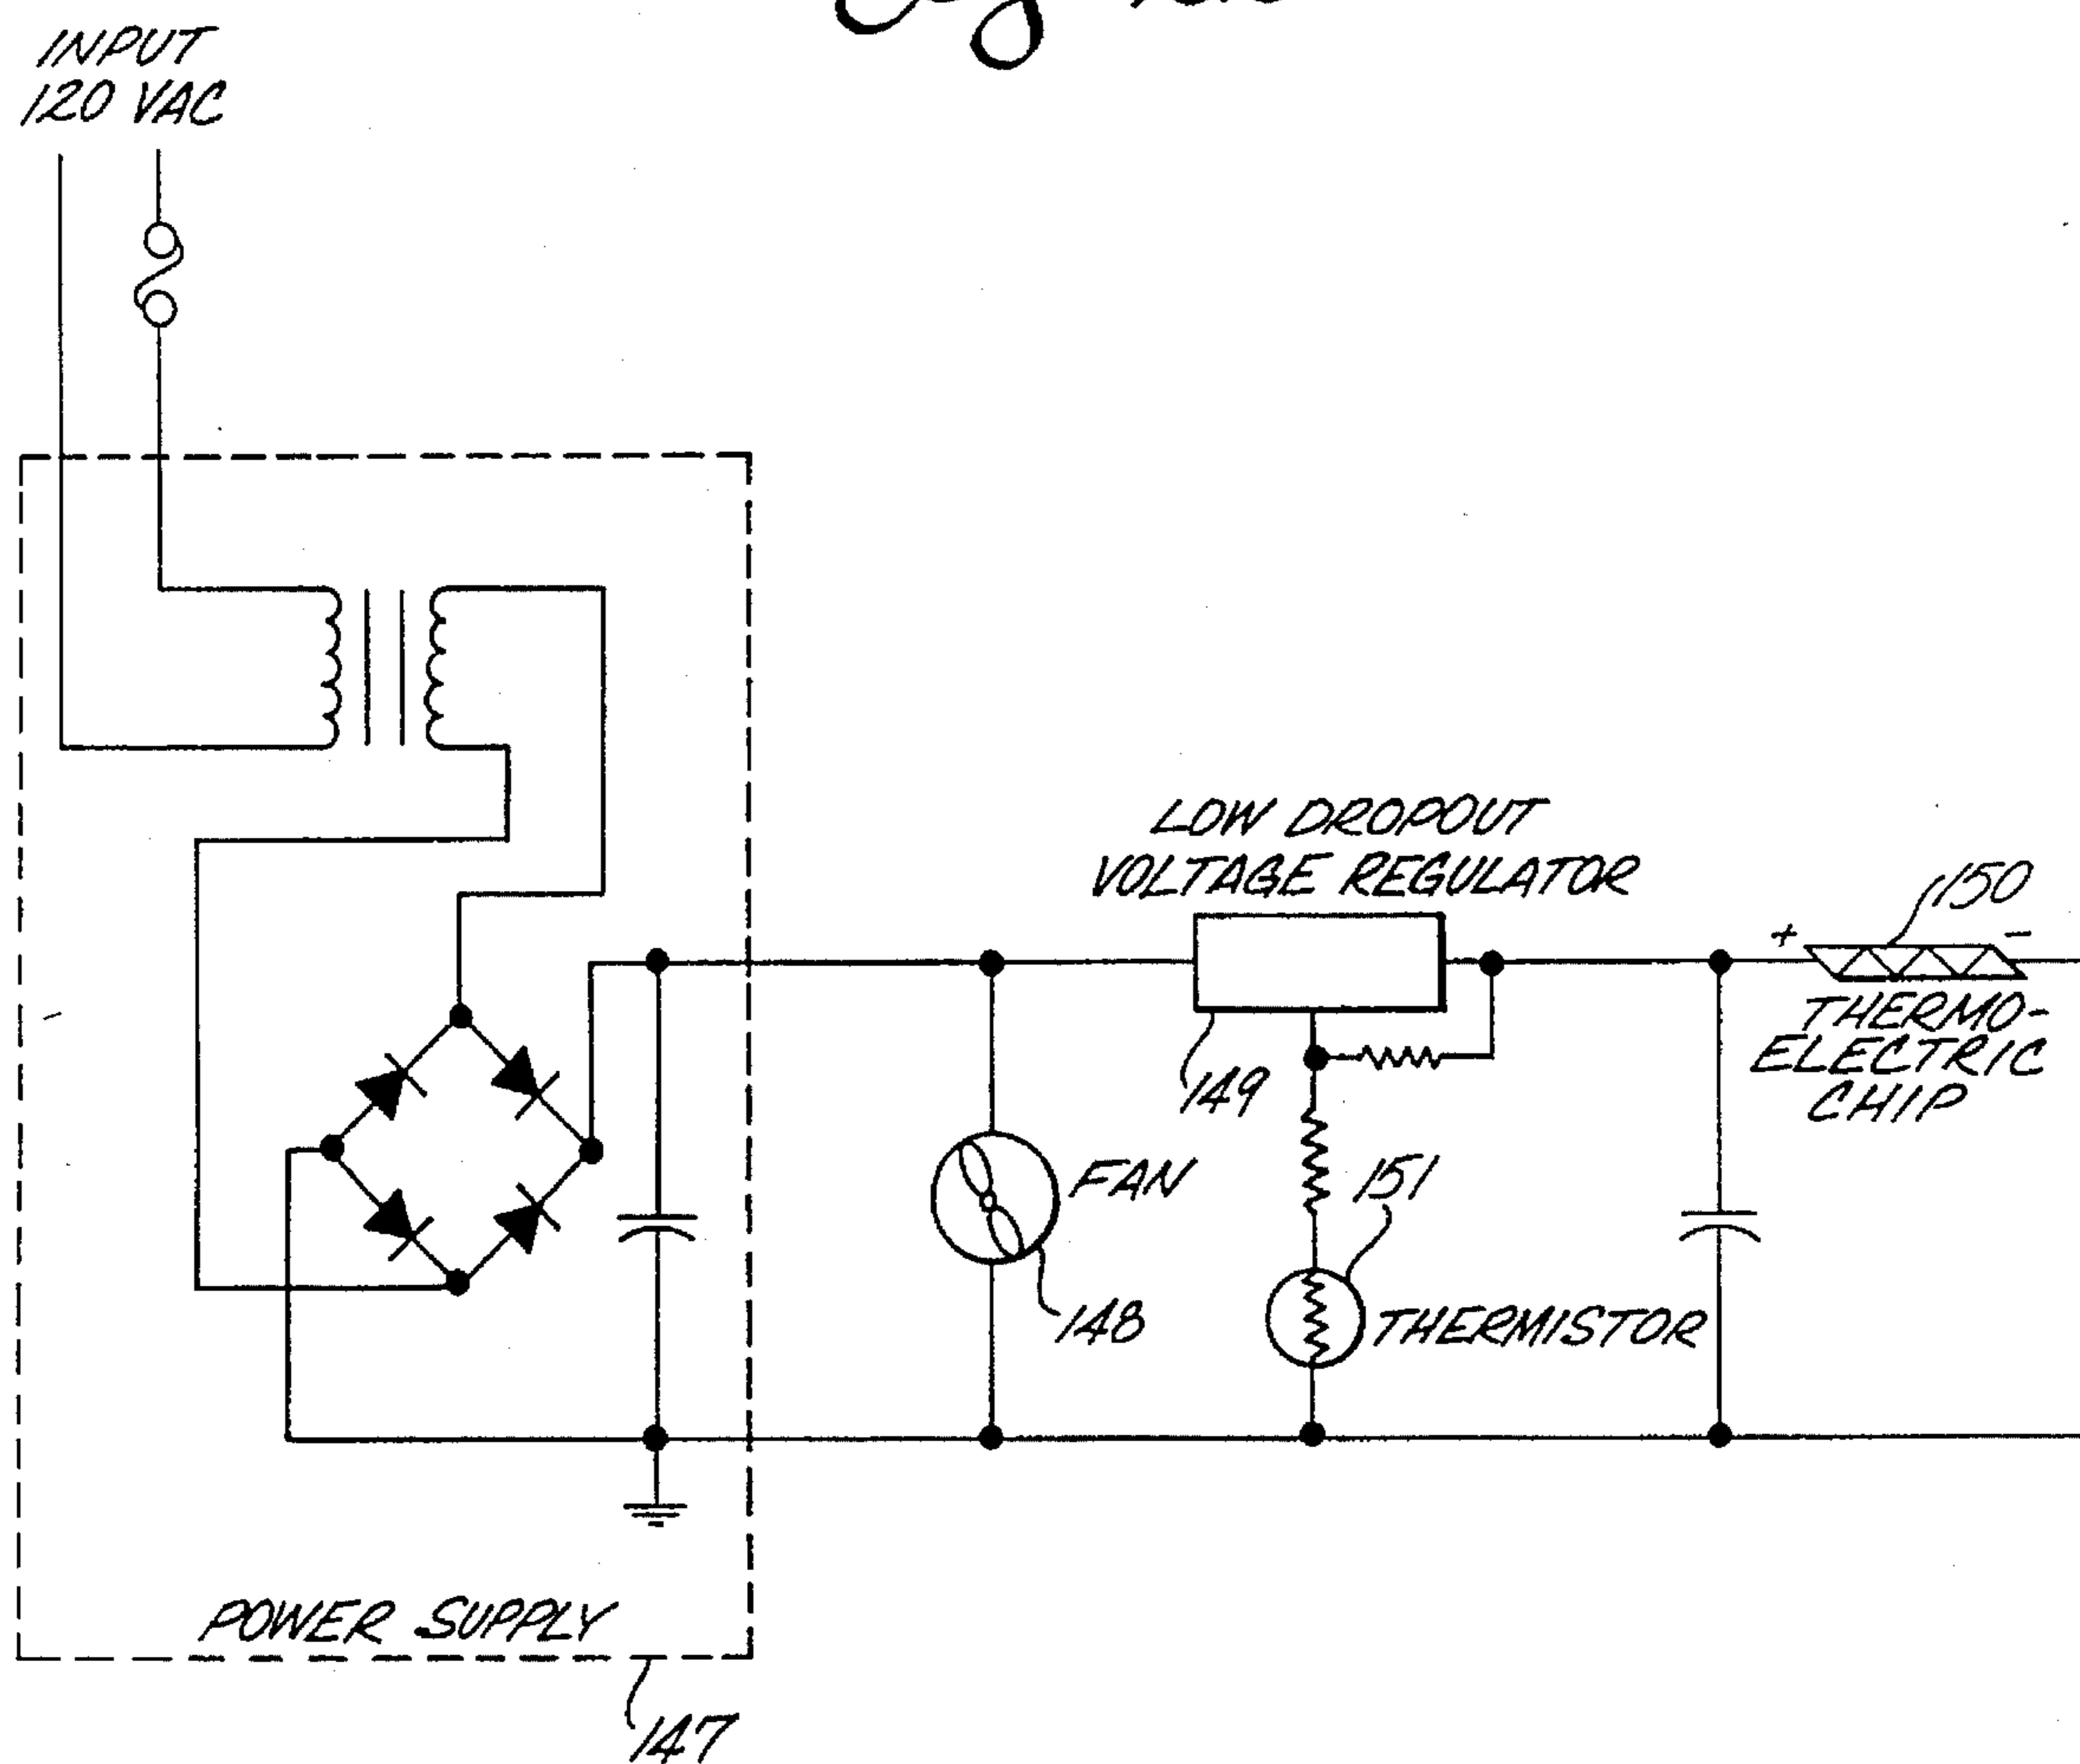 INPUT
120 VAC
LOW DROPOUT
VOLTAGE REGULATOR
150
+ -
THERMO-
ELECTRIC
CHIP
149
FAN
151
148
THERMISTOR
POWER SUPPLY
147